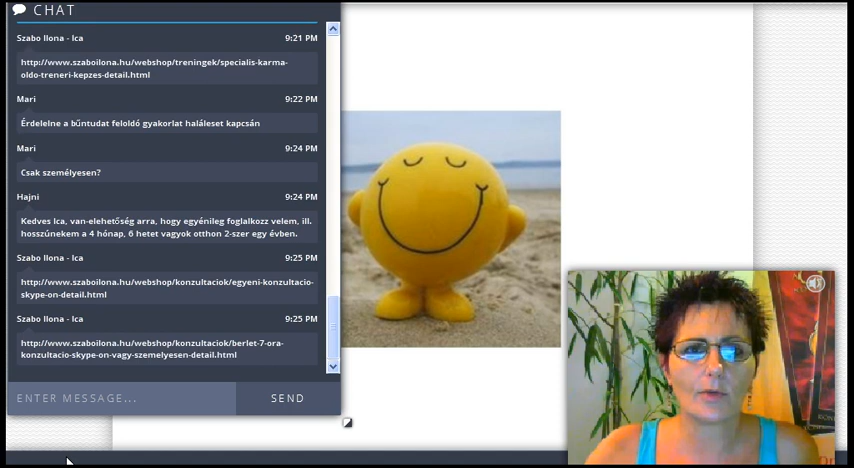 CHAT
Szabo Ilona - Ica 9:21 PM
http://www.szaboilona.hu/webshop/treningek/specialis-karma-
oldo-treneri-kepzes-detail.html
Mari 9:22 PM
Érdelelne a bűntudat feloldó gyakorlat haláleset kapcsán
Mari 9:24 PM
Csak személyesen?
Hajni 9:24 PM
Kedves Ica, van-elehetőség arra, hogy egyénileg foglalkozz velem, ill.
hosszúnekem a 4 hónap, 6 hetet vagyok otthon 2-szer egy évben.
Szabo Ilona - Ica 9:25 PM
http://www.szaboilona.hu/webshop/konzultaciok/egyeni-konzultacio-
skype-on-detail.html
Szabo Ilona - Ica 9:25 PM
http://www.szaboilona.hu/webshop/konzultaciok/berlet-7-ora-
konzultacio-skype-on-vagy-szemelyesen-detail.html
ENTER MESSAGE... SEND